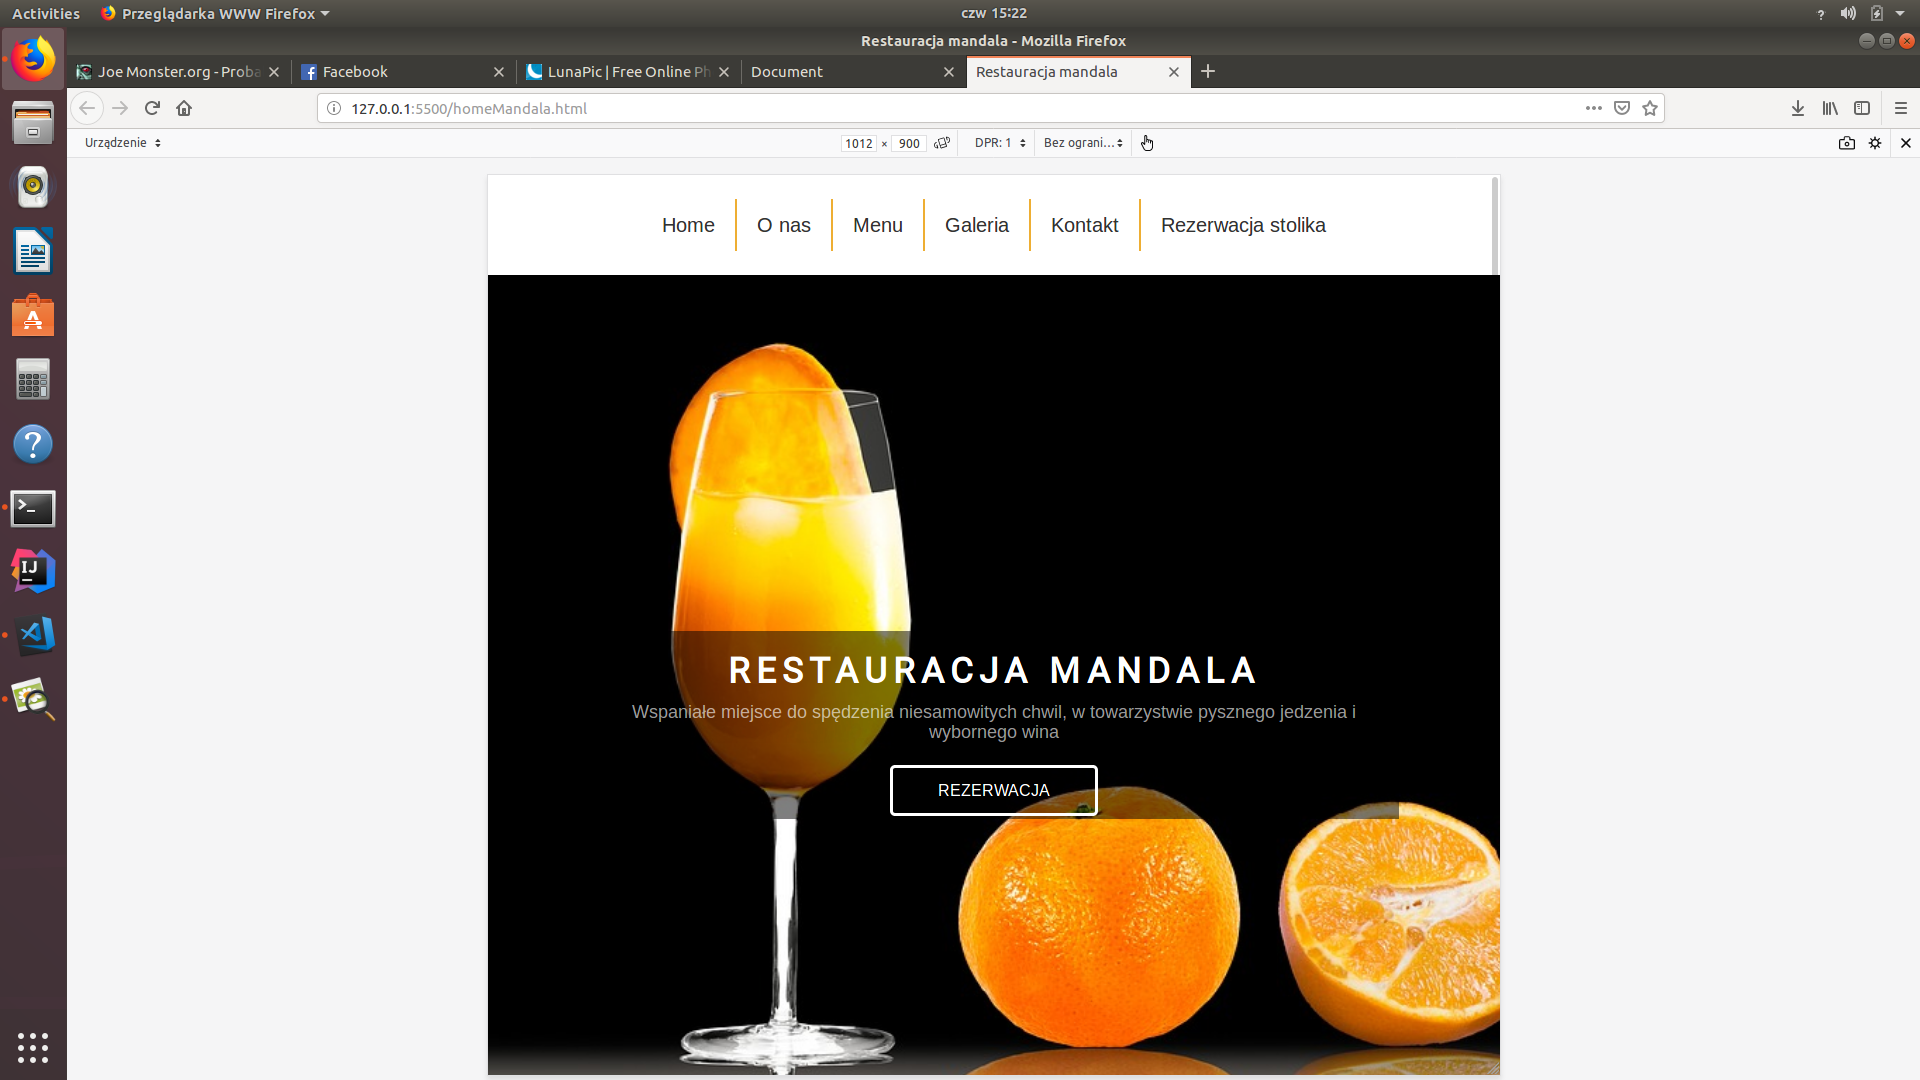 Activities
Przeglądarka WWW Firefox
czw 15:22
?
Restauracja mandala - Mozilla Firefox
Joe Monster.org - Proba
Facebook
LunaPic | Free Online Ph
Document
Restauracja mandala
127.0.0.1:5500/homeMandala.html
Urządzenie
1012 × 900
DPR: 1
Bez ograni...
Home
O nas
Menu
Galeria
Kontakt
Rezerwacja stolika
RESTAURACJA MANDALA
Wspaniałe miejsce do spędzenia niesamowitych chwil, w towarzystwie pysznego jedzenia i
wybornego wina
REZERWACJA
A
?
>_
IJ